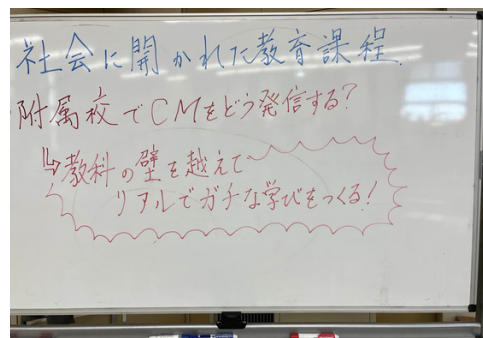 社会に開かれた教育課程
附属校でCMをどう発信する?
↳教科の壁を越えて
リアルでガチな学びをつくる!